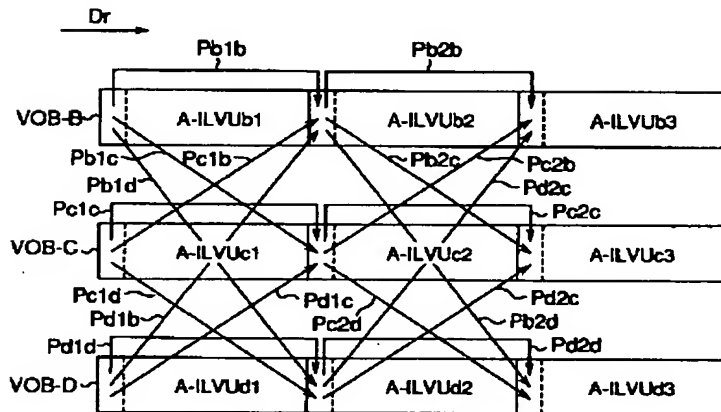 Dr
Pb1b Pb2b
VOB-B A-ILVUb1 A-ILVUb2 A-ILVUb3
Pb1c Pc1b Pb2c Pc2b
Pb1d Pd2c
Pc1c Pc2c
VOB-C A-ILVUc1 A-ILVUc2 A-ILVUc3
Pc1d Pd1c Pd2c
Pd1b Pc2d Pb2d
Pd1d Pd2d
VOB-D A-ILVUd1 A-ILVUd2 A-ILVUd3